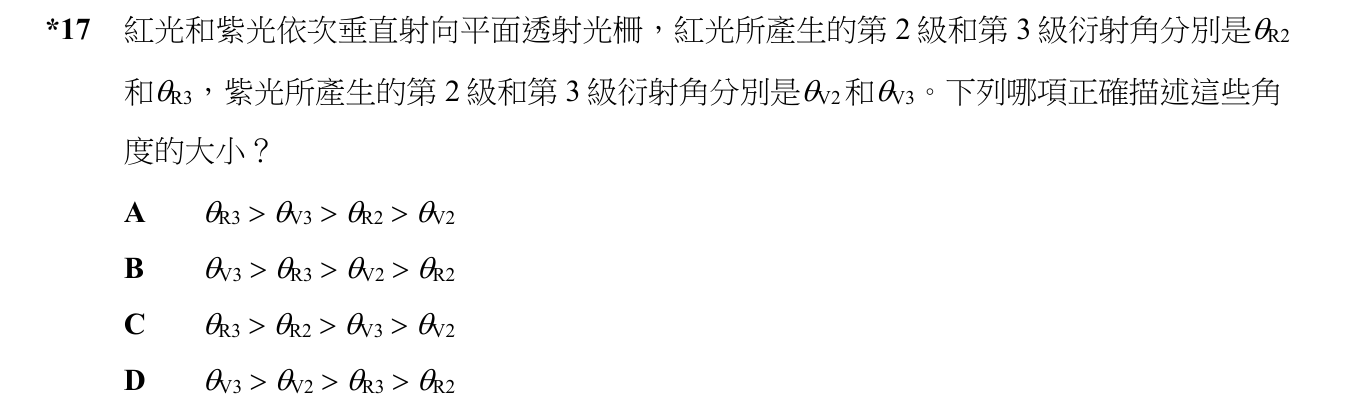 *17 紅光和紫光依次垂直射向平面透射光柵，紅光所產生的第 2 級和第 3 級衍射角分別是θR2
和θR3，紫光所產生的第 2 級和第 3 級衍射角分別是θV2和θV3。下列哪項正確描述這些角
度的大小？
A θR3 > θV3 > θR2 > θV2
B θV3 > θR3 > θV2 > θR2
C θR3 > θR2 > θV3 > θV2
D θV3 > θV2 > θR3 > θR2